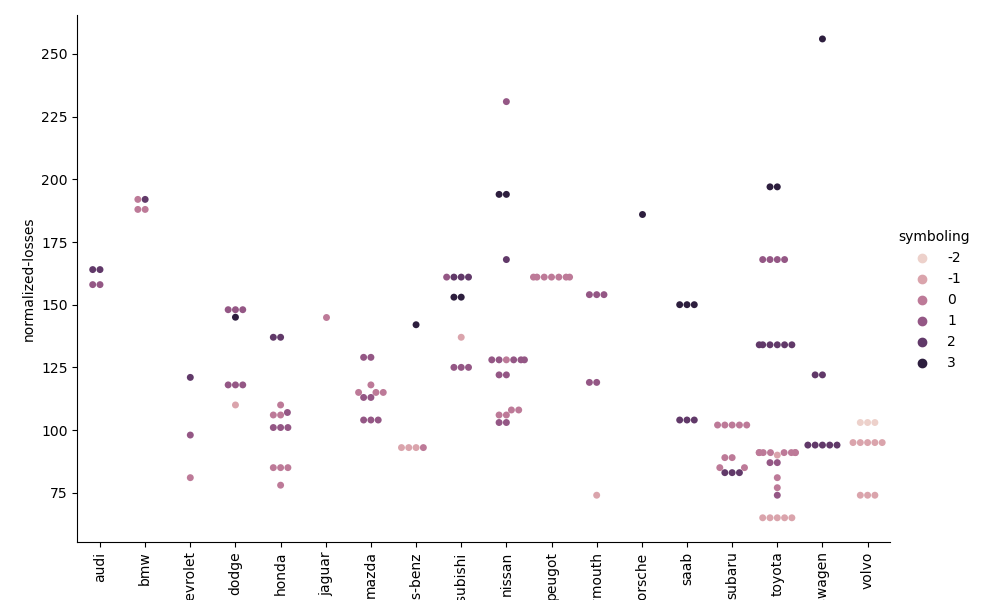 250
225
200
175
150
125
100
75
normalized-losses
audi
bmw
evrolet
dodge
honda
jaguar
mazda
s-benz
subishi
nissan
peugot
mouth
orsche
saab
subaru
toyota
wagen
volvo
symboling
-2
-1
0
1
2
3